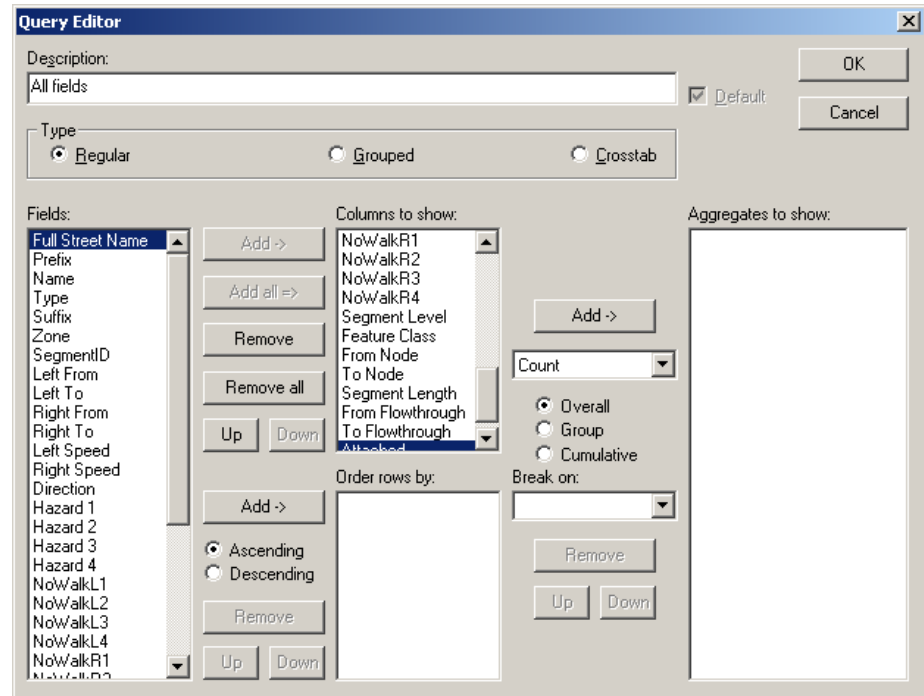 Query Editor
Description:
All fields
Default
OK
Cancel
Type
Regular
Grouped
Crosstab
Fields:
Full Street Name
Prefix
Name
Type
Suffix
Zone
SegmentID
Left From
Left To
Right From
Right To
Left Speed
Right Speed
Direction
Hazard 1
Hazard 2
Hazard 3
Hazard 4
NoWalkL1
NoWalkL2
NoWalkL3
NoWalkL4
NoWalkR1
Add ->
Add all =>
Remove
Remove all
Up
Down
Add ->
Ascending
Descending
Remove
Up
Down
Columns to show:
NoWalkR1
NoWalkR2
NoWalkR3
NoWalkR4
Segment Level
Feature Class
From Node
To Node
Segment Length
From Flowthrough
To Flowthrough
Attached
Order rows by:
Add ->
Count
Overall
Group
Cumulative
Break on:
Remove
Up
Down
Aggregates to show: